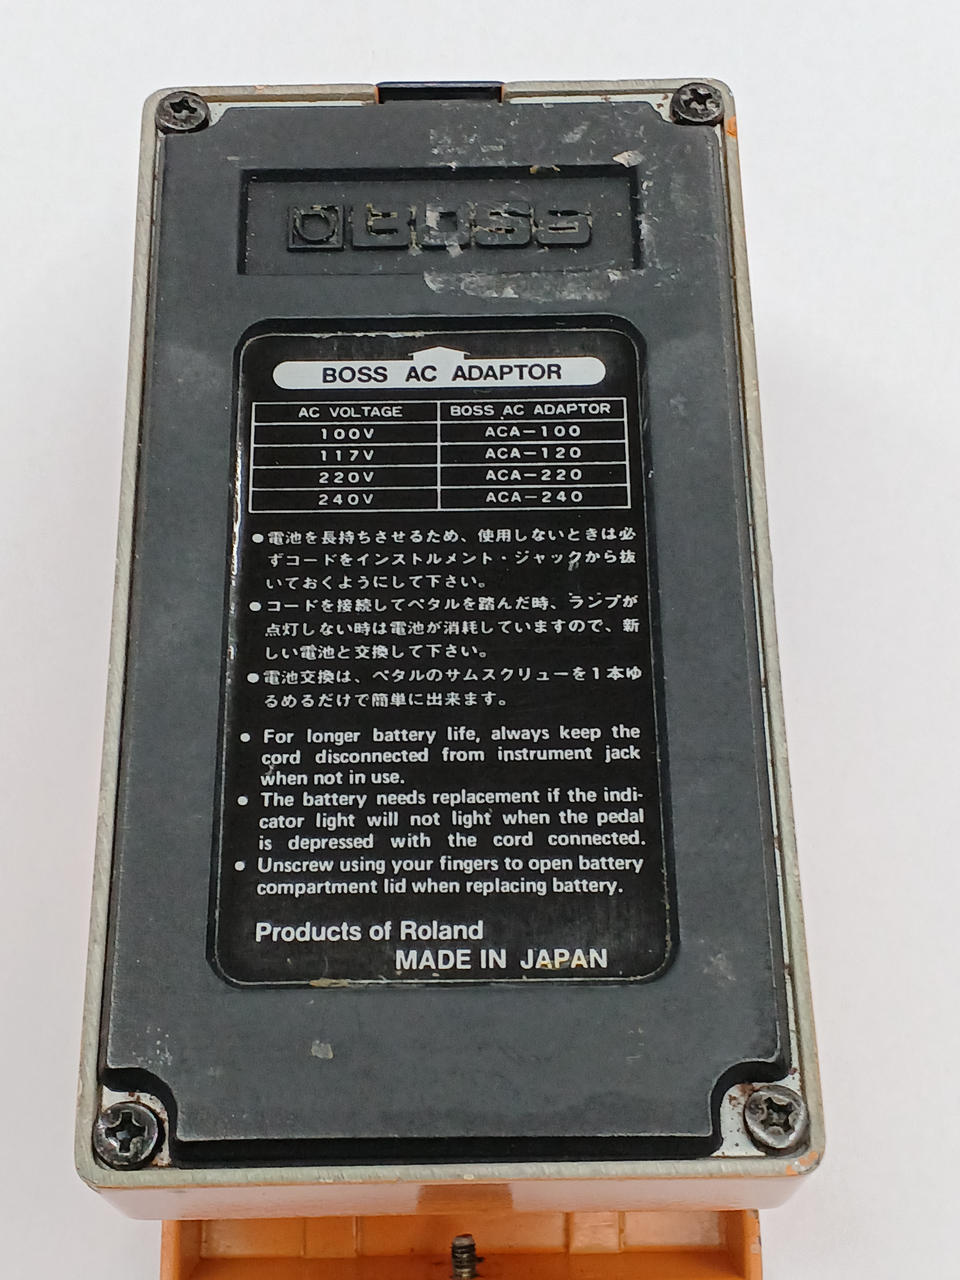 BOSS
BOSS AC ADAPTOR
AC VOLTAGE BOSS AC ADAPTOR
100V ACA-100
117V ACA-120
220V ACA-220
240V ACA-240
●電池を長持ちさせるため、使用しないときは必
ずコードをインストルメント・ジャックから抜
いておくようにして下さい。
●コードを接続してペタルを踏んだ時、ランプが
点灯しない時は電池が消耗していますので、新
しい電池と交換して下さい。
●電池交換は、ペタルのサムスクリューを1本ゆ
るめるだけで簡単に出来ます。
● For longer battery life, always keep the
cord disconnected from instrument jack
when not in use.
● The battery needs replacement if the indi-
cator light will not light when the pedal
is depressed with the cord connected.
● Unscrew using your fingers to open battery
compartment lid when replacing battery.
Products of Roland
MADE IN JAPAN